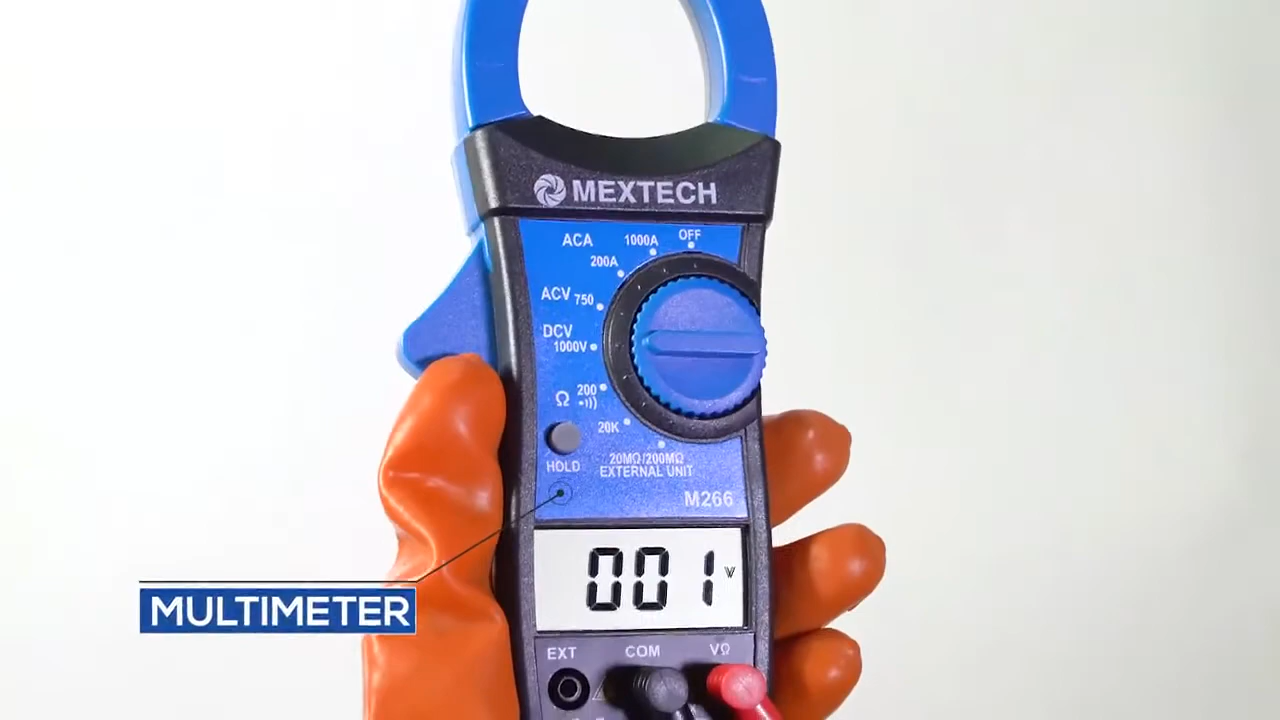 MEXTECH
ACA
1000A
OFF
200A
ACV 750
DCV
1000V
Ω 200
20K
HOLD
20MΩ/200MΩ
EXTERNAL UNIT
M266
001 V
MULTIMETER
EXT COM VΩ